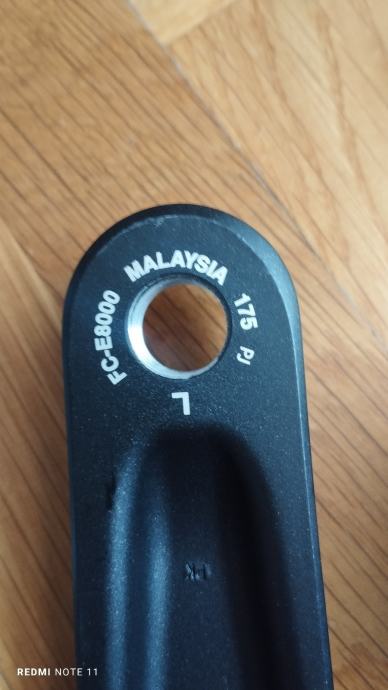 FC-E8000 MALAYSIA 175 PJ
L
REDMI NOTE 11